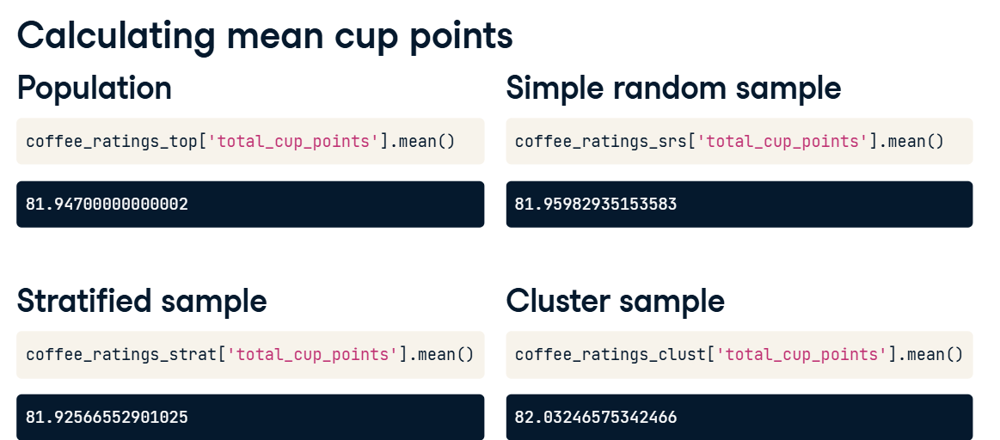 Calculating mean cup points
Population
coffee_ratings_top['total_cup_points'].mean()
81.94700000000002
Simple random sample
coffee_ratings_srs['total_cup_points'].mean()
81.95982935153583
Stratified sample
coffee_ratings_strat['total_cup_points'].mean()
81.92566552901025
Cluster sample
coffee_ratings_clust['total_cup_points'].mean()
82.03246575342466